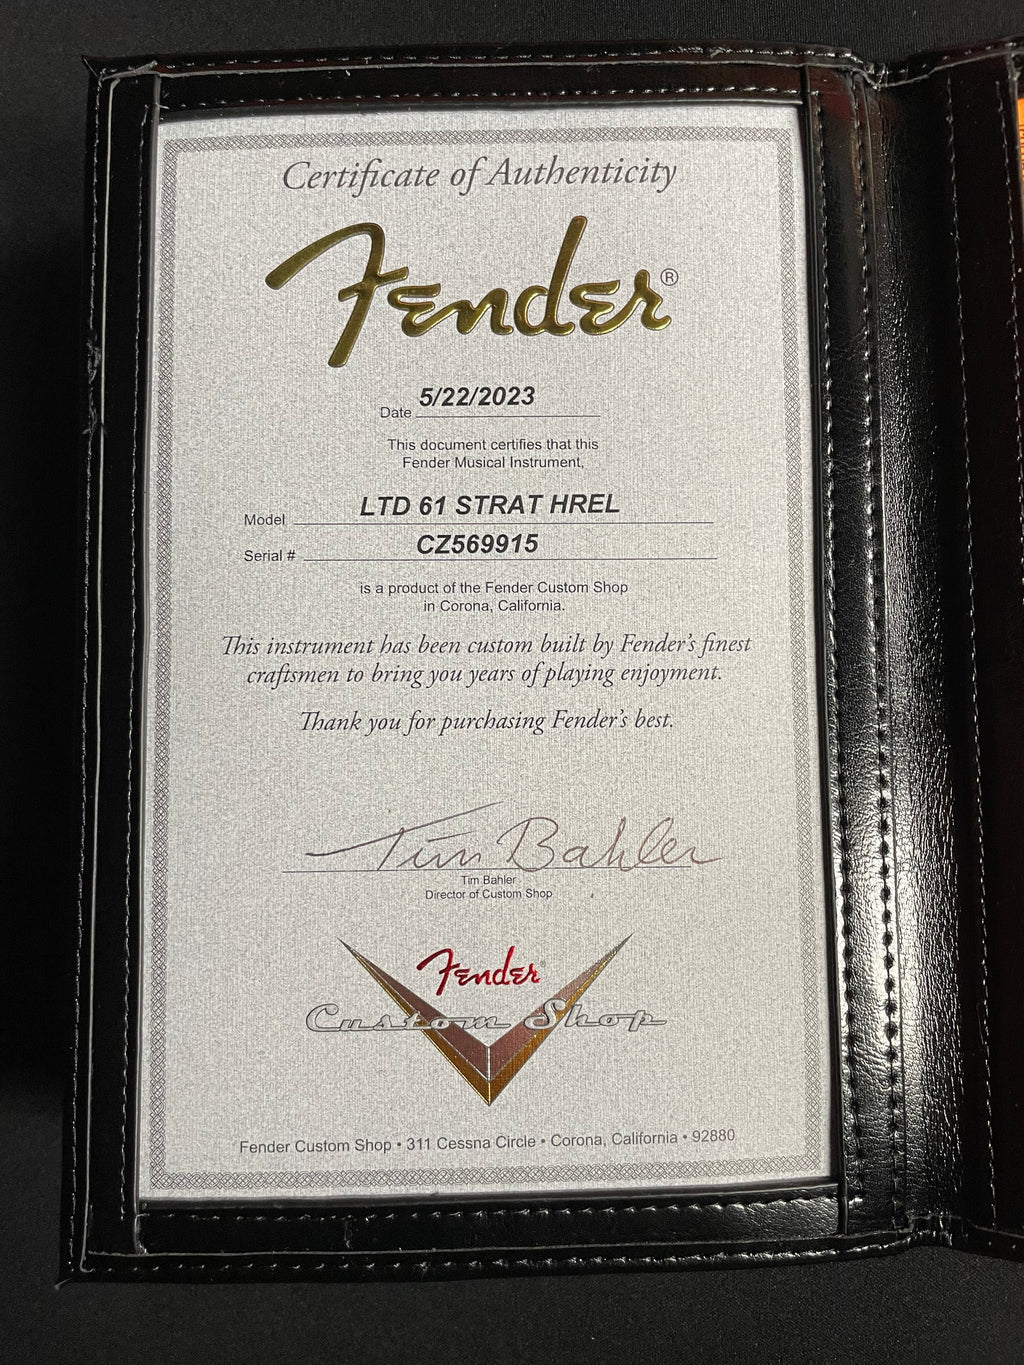 Certificate of Authenticity
Fender®
Date 5/22/2023
This document certifies that this
Fender Musical Instrument,
Model LTD 61 STRAT HREL
Serial # CZ569915
is a product of the Fender Custom Shop
in Corona, California.
This instrument has been custom built by Fender's finest
craftsmen to bring you years of playing enjoyment.
Thank you for purchasing Fender's best.
Tim Bahler
Tim Bahler
Director of Custom Shop
Fender
Custom Shop
Fender Custom Shop • 311 Cessna Circle • Corona, California • 92880